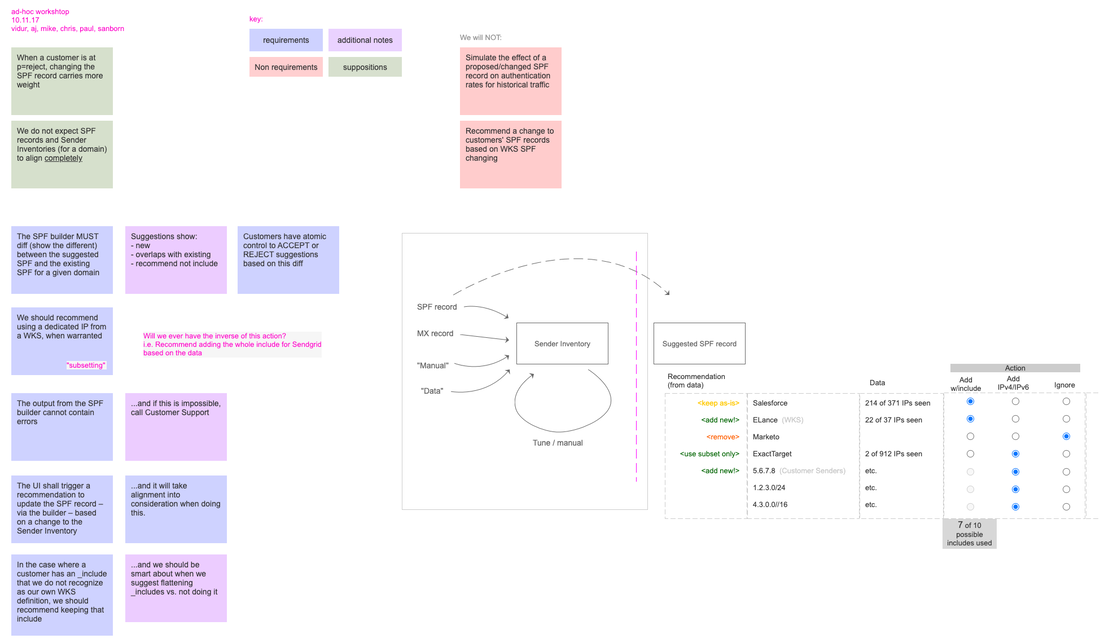 ad-hoc workshtop
10.11.17
vidur, aj, mike, chris, paul, sanborn
key:
requirements
additional notes
Non requirements
suppositions
We will NOT:
When a customer is at
p=reject, changing the
SPF record carries more
weight
We do not expect SPF
records and Sender
Inventories (for a domain)
to align completely
Simulate the effect of a
proposed/changed SPF
record on authentication
rates for historical traffic
Recommend a change to
customers' SPF records
based on WKS SPF
changing
The SPF builder MUST
diff (show the different)
between the suggested
SPF and the existing
SPF for a given domain
Suggestions show:
- new
- overlaps with existing
- recommend not include
Customers have atomic
control to ACCEPT or
REJECT suggestions
based on this diff
We should recommend
using a dedicated IP from
a WKS, when warranted
"subsetting"
Will we ever have the inverse of this action?
i.e. Recommend adding the whole include for Sendgrid
based on the data
The output from the SPF
builder cannot contain
errors
...and if this is impossible,
call Customer Support
The UI shall trigger a
recommendation to
update the SPF record –
via the builder – based
on a change to the
Sender Inventory
...and it will take
alignment into
consideration when doing
this.
In the case where a
customer has an _include
that we do not recognize
as our own WKS
definition, we should
recommend keeping that
include
...and we should be
smart about when we
suggest flattening
_includes vs. not doing it
SPF record
MX record
"Manual"
"Data"
Sender Inventory
Tune / manual
Suggested SPF record
Recommendation
(from data)
Data
Action
Add
w/include
Add
IPv4/IPv6
Ignore
<keep as-is> Salesforce 214 of 371 IPs seen
<add new!> ELance (WKS) 22 of 37 IPs seen
<remove> Marketo
<use subset only> ExactTarget 2 of 912 IPs seen
<add new!> 5.6.7.8 (Customer Senders) etc.
1.2.3.0/24 etc.
4.3.0.0//16 etc.
7 of 10
possible
includes used